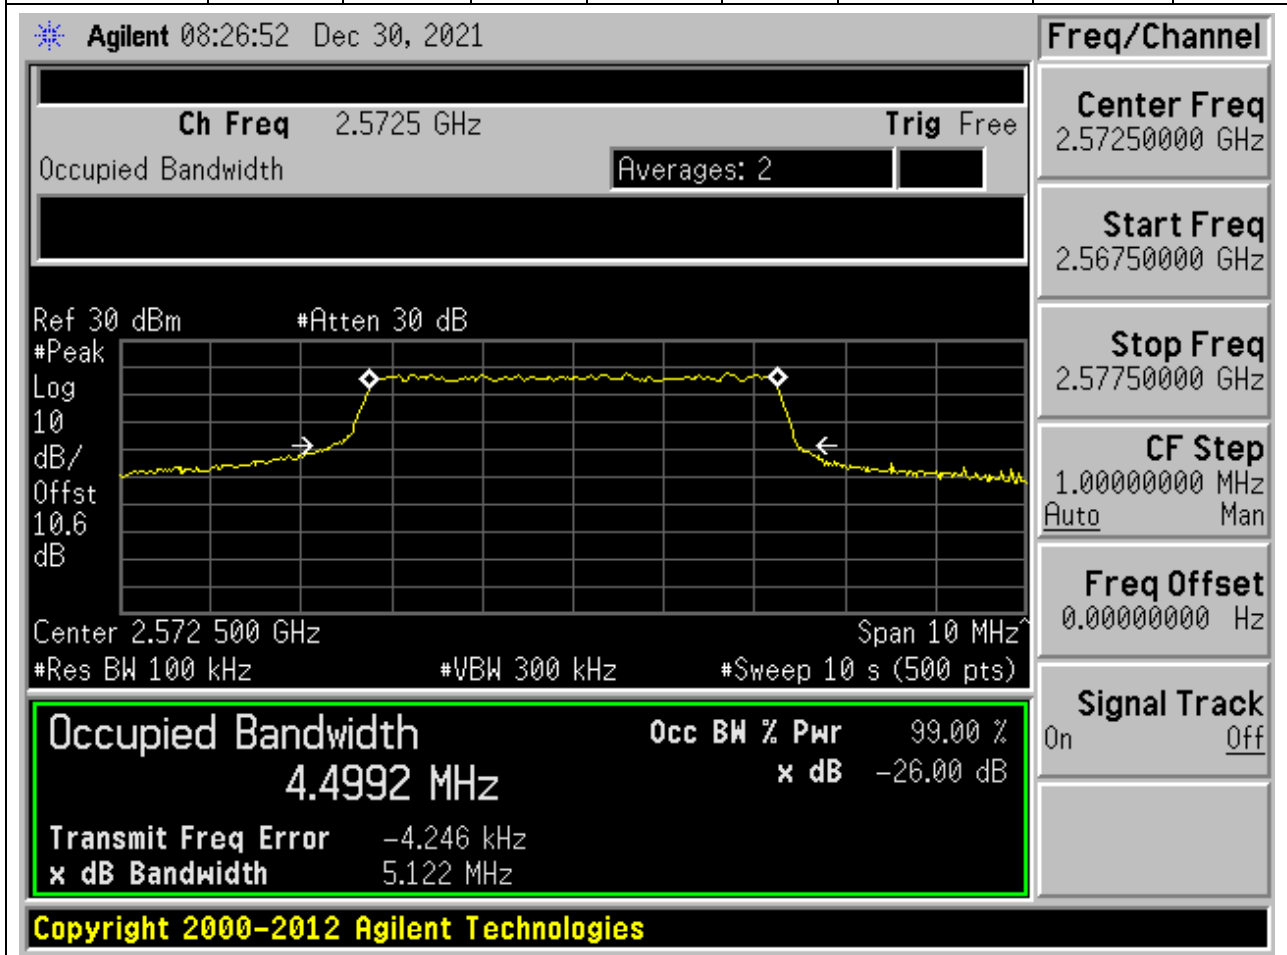 Agilent 08:26:52 Dec 30, 2021
Freq/Channel
Ch Freq 2.5725 GHz Trig Free
Occupied Bandwidth Averages: 2
Center Freq
2.57250000 GHz
Start Freq
2.56750000 GHz
Stop Freq
2.57750000 GHz
CF Step
1.00000000 MHz
Auto Man
Freq Offset
0.00000000 Hz
Signal Track
On Off
Ref 30 dBm #Atten 30 dB
#Peak
Log
10
dB/
Offst
10.6
dB
Center 2.572 500 GHz Span 10 MHz^
#Res BW 100 kHz #VBW 300 kHz #Sweep 10 s (500 pts)
Occupied Bandwidth Occ BW % Pwr 99.00 %
4.4992 MHz x dB -26.00 dB
Transmit Freq Error -4.246 kHz
x dB Bandwidth 5.122 MHz
Copyright 2000-2012 Agilent Technologies